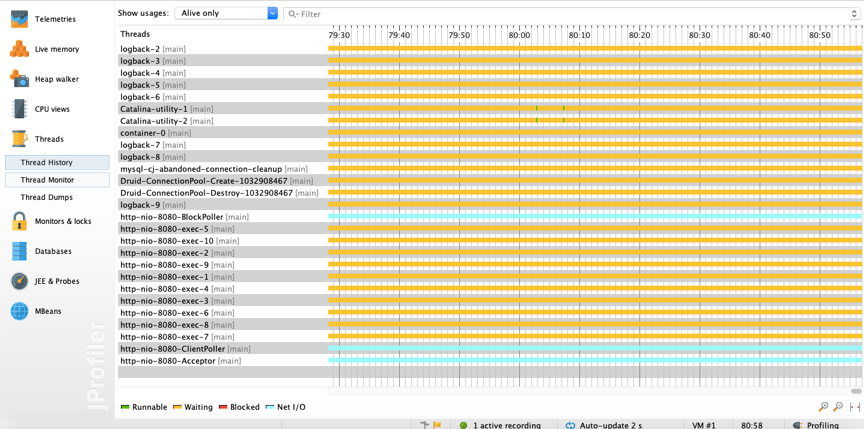 Show usages: Alive only Filter
Telemetries
Live memory
Heap walker
CPU views
Threads
Thread History
Thread Monitor
Thread Dumps
Monitors & locks
Databases
JEE & Probes
MBeans
JProfiler
Threads 79:30 79:40 79:50 80:00 80:10 80:20 80:30 80:40 80:50
logback-2 [main]
logback-3 [main]
logback-4 [main]
logback-5 [main]
logback-6 [main]
Catalina-utility-1 [main]
Catalina-utility-2 [main]
container-0 [main]
logback-7 [main]
logback-8 [main]
mysql-cj-abandoned-connection-cleanup [main]
Druid-ConnectionPool-Create-1032908467 [main]
Druid-ConnectionPool-Destroy-1032908467 [main]
logback-9 [main]
http-nio-8080-BlockPoller [main]
http-nio-8080-exec-5 [main]
http-nio-8080-exec-10 [main]
http-nio-8080-exec-2 [main]
http-nio-8080-exec-9 [main]
http-nio-8080-exec-1 [main]
http-nio-8080-exec-4 [main]
http-nio-8080-exec-3 [main]
http-nio-8080-exec-6 [main]
http-nio-8080-exec-8 [main]
http-nio-8080-exec-7 [main]
http-nio-8080-ClientPoller [main]
http-nio-8080-Acceptor [main]
Runnable Waiting Blocked Net I/O
1 active recording Auto-update 2 s VM #1 80:58 Profiling